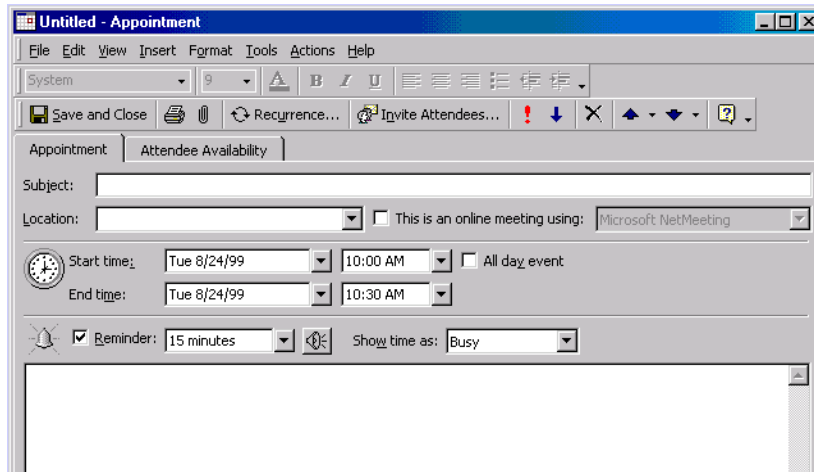 Untitled - Appointment
File Edit View Insert Format Tools Actions Help
System 9 A B I U
Save and Close Recurrence... Invite Attendees...
Appointment Attendee Availability
Subject:
Location: This is an online meeting using: Microsoft NetMeeting
Start time: Tue 8/24/99 10:00 AM All day event
End time: Tue 8/24/99 10:30 AM
Reminder: 15 minutes Show time as: Busy